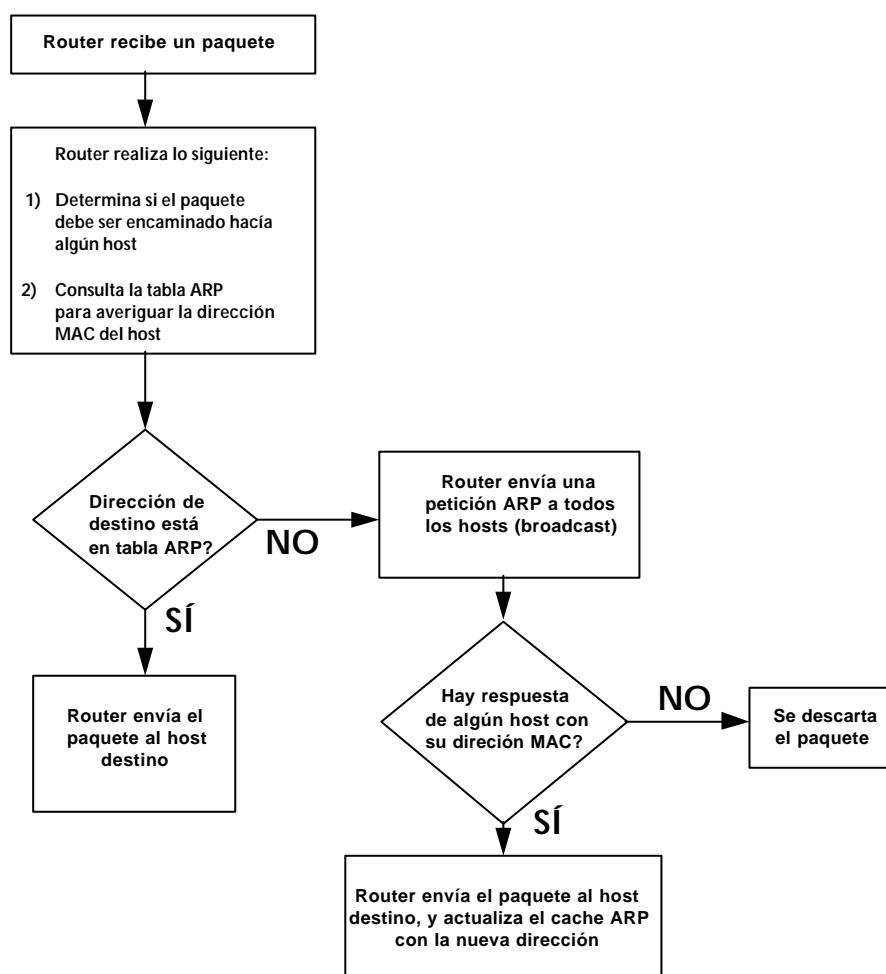 Router recibe un paquete
Router realiza lo siguiente:
1) Determina si el paquete
debe ser encaminado hacía
algún host
2) Consulta la tabla ARP
para averiguar la dirección
MAC del host
Dirección de
destino está
en tabla ARP?
NO
SÍ
Router envía el
paquete al host
destino
Router envía una
petición ARP a todos
los hosts (broadcast)
Hay respuesta
de algún host con
su direción MAC?
NO
Se descarta
el paquete
SÍ
Router envía el paquete al host
destino, y actualiza el cache ARP
con la nueva dirección